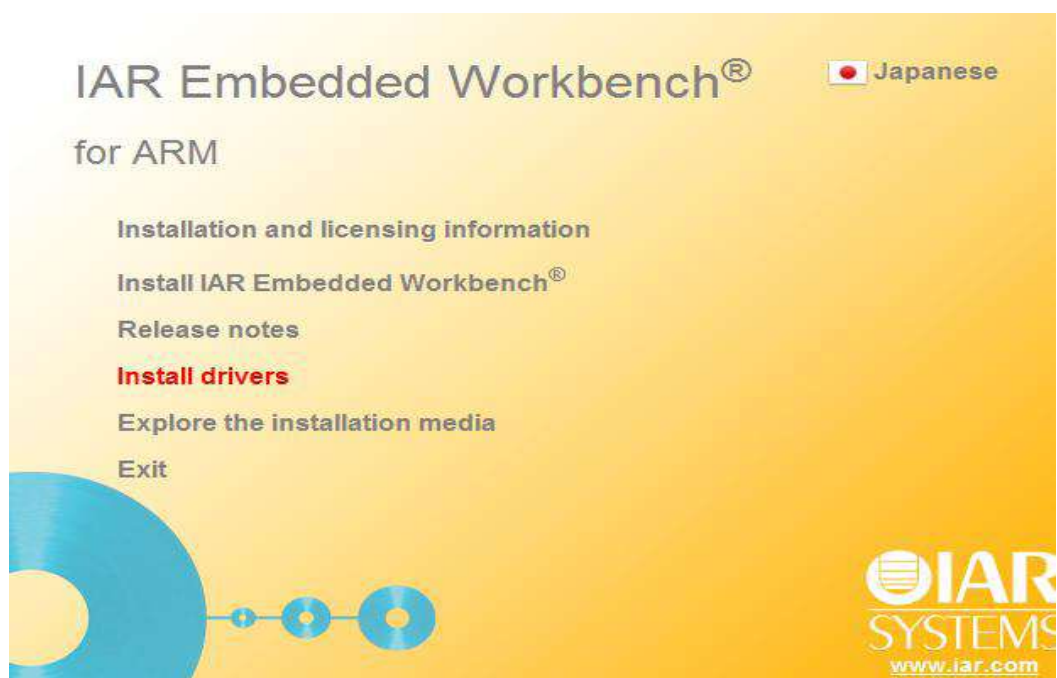 IAR Embedded Workbench®
Japanese
for ARM
Installation and licensing information
Install IAR Embedded Workbench®
Release notes
Install drivers
Explore the installation media
Exit
IAR
SYSTEMS
www.iar.com